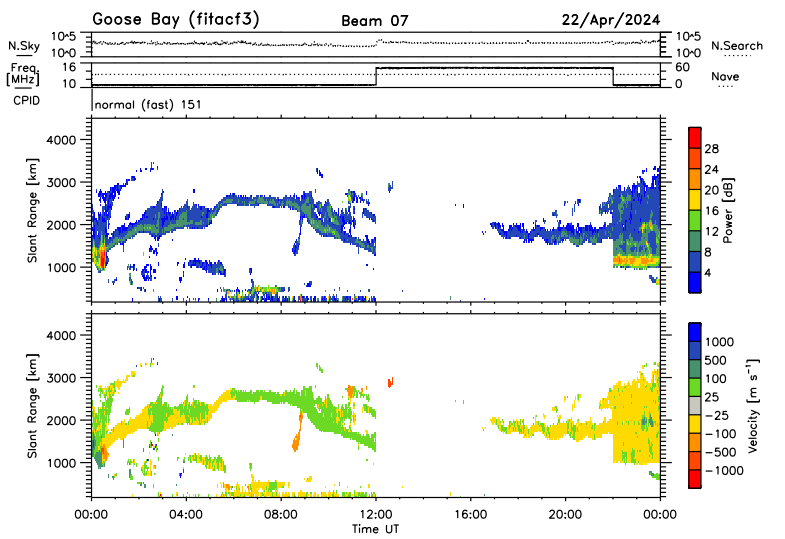 Goose Bay (fitacf3) Beam 07 22/Apr/2024
N.Sky 10^5 10^0 10^5 10^0 N.Search
Freq. [MHz] 16 10 60 0 Nave
CPID normal (fast) 151
Slant Range [km] 4000 3000 2000 1000
Power [dB] 28 24 20 16 12 8 4
Slant Range [km] 4000 3000 2000 1000
Velocity [m s⁻¹] 1000 500 100 25 -25 -100 -500 -1000
00:00 04:00 08:00 12:00 16:00 20:00 00:00
Time UT